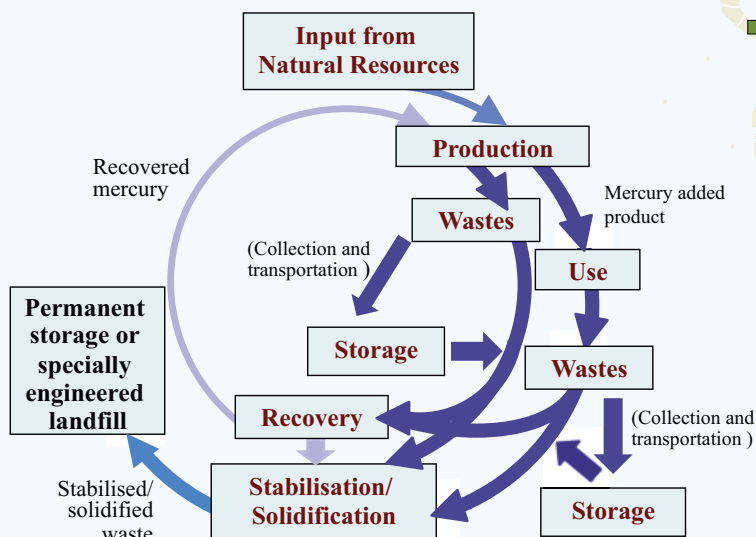 Input from
Natural Resources
Production
Recovered
mercury
Mercury added
product
Wastes
(Collection and
transportation )
Use
Permanent
storage or
specially
engineered
landfill
Storage
Wastes
Recovery
(Collection and
transportation )
Stabilisation/
Solidification
Stabilised/
solidified
waste
Storage